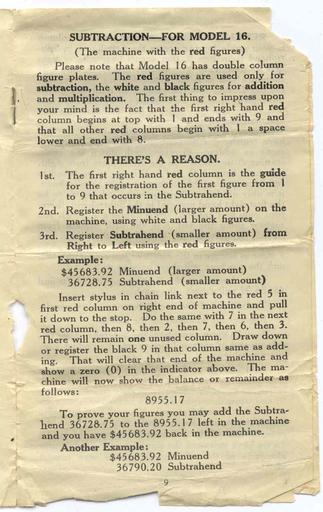 SUBTRACTION—FOR MODEL 16.
(The machine with the red figures)
Please note that Model 16 has double column
figure plates. The red figures are used only for
subtraction, the white and black figures for addition
and multiplication. The first thing to impress upon
your mind is the fact that the first right hand red
column begins at top with 1 and ends with 9 and
that all other red columns begin with 1 a space
lower and end with 8.
THERE'S A REASON.
1st. The first right hand red column is the guide
for the registration of the first figure from 1
to 9 that occurs in the Subtrahend.
2nd. Register the Minuend (larger amount) on the
machine, using white and black figures.
3rd. Register Subtrahend (smaller amount) from
Right to Left using the red figures.
Example:
$45683.92 Minuend (larger amount)
36728.75 Subtrahend (smaller amount)
Insert stylus in chain link next to the red 5 in
first red column on right end of machine and pull
it down to the stop. Do the same with 7 in the next
red column, then 8, then 2, then 7, then 6, then 3.
There will remain one unused column. Draw down
or register the black 9 in that column same as add-
ing. That will clear that end of the machine and
show a zero (0) in the indicator above. The ma-
chine will now show the balance or remainder as
follows:
8955.17
To prove your figures you may add the Subtra-
hend 36728.75 to the 8955.17 left in the machine
and you have $45683.92 back in the machine.
Another Example:
$45683.92 Minuend
36790.20 Subtrahend
9